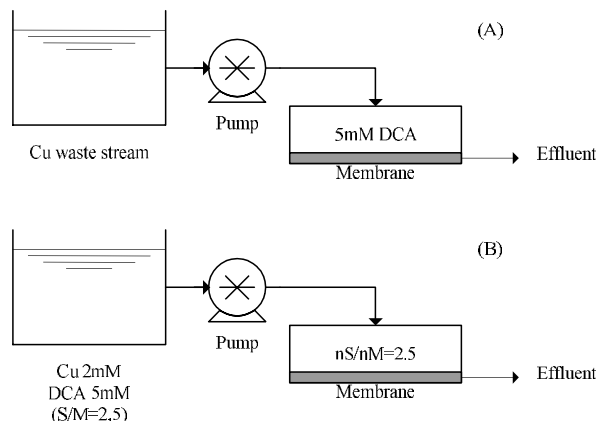 (A)
Pump
Cu waste stream
5mM DCA
Membrane
Effluent
(B)
Pump
Cu 2mM
DCA 5mM
(S/M=2,5)
nS/nM=2.5
Membrane
Effluent